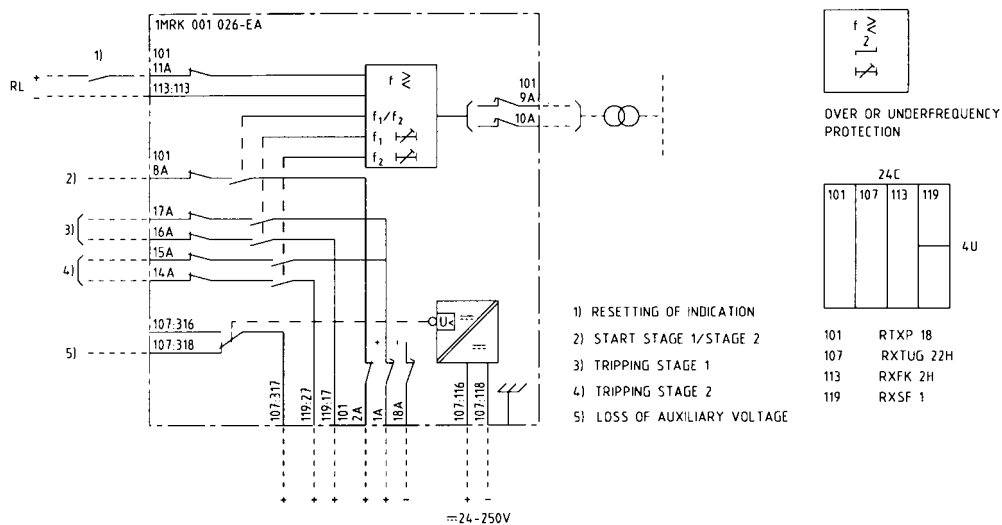 1MRK 001 026-EA
1)
101
11A
RL
+
-
113:113
f ≷
f1/f2
f1
f2
101
9A
10A
101
8A
2)
17A
3)
16A
15A
4)
14A
107:316
107:318
5)
U<
+
-
107:317
119:27
119:17
101
2A
1A
18A
107:116
107:118
+ + + + + - + -
24-250V
1) RESETTING OF INDICATION
2) START STAGE 1/STAGE 2
3) TRIPPING STAGE 1
4) TRIPPING STAGE 2
5) LOSS OF AUXILIARY VOLTAGE
f ≷
2
OVER OR UNDERFREQUENCY
PROTECTION
24C
101 107 113 119
4U
101 RTXP 18
107 RXTUG 22H
113 RXFK 2H
119 RXSF 1